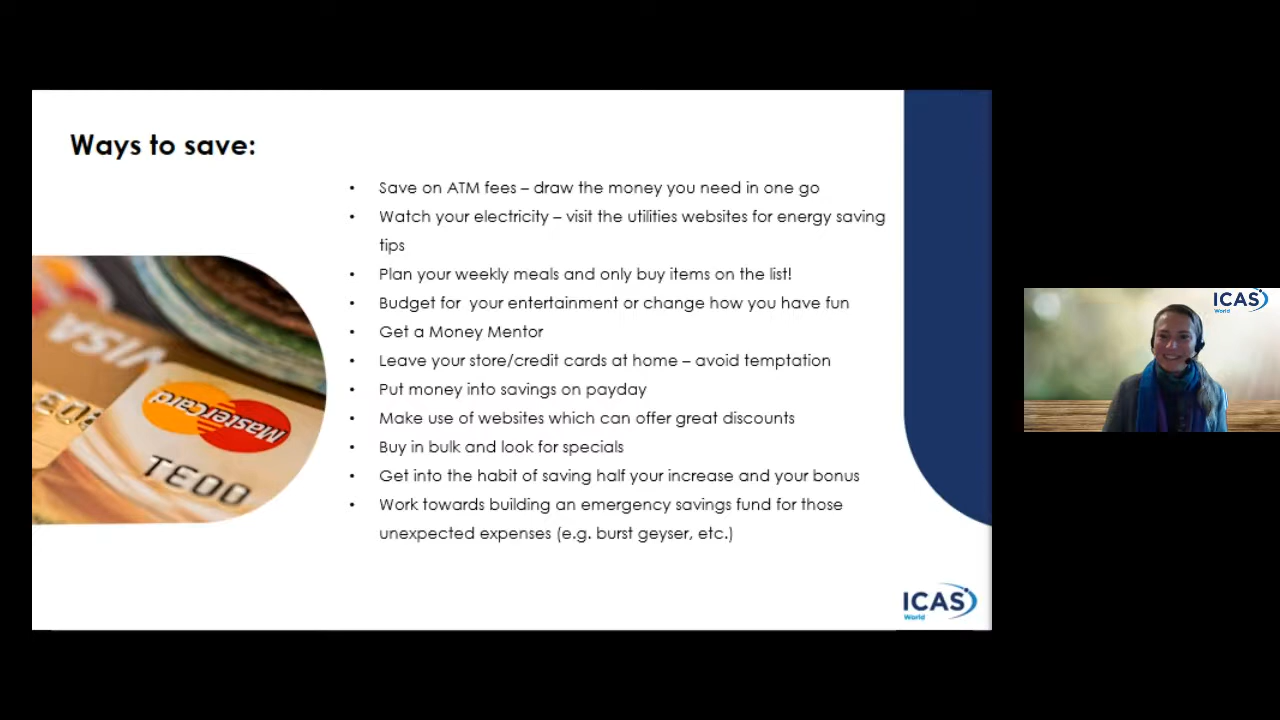 Ways to save:
• Save on ATM fees – draw the money you need in one go
• Watch your electricity – visit the utilities websites for energy saving
tips
• Plan your weekly meals and only buy items on the list!
• Budget for  your entertainment or change how you have fun
• Get a Money Mentor
• Leave your store/credit cards at home – avoid temptation
• Put money into savings on payday
• Make use of websites which can offer great discounts
• Buy in bulk and look for specials
• Get into the habit of saving half your increase and your bonus
• Work towards building an emergency savings fund for those
unexpected expenses (e.g. burst geyser, etc.)
VISA
MasterCard
ICAS
World
ICAS
World